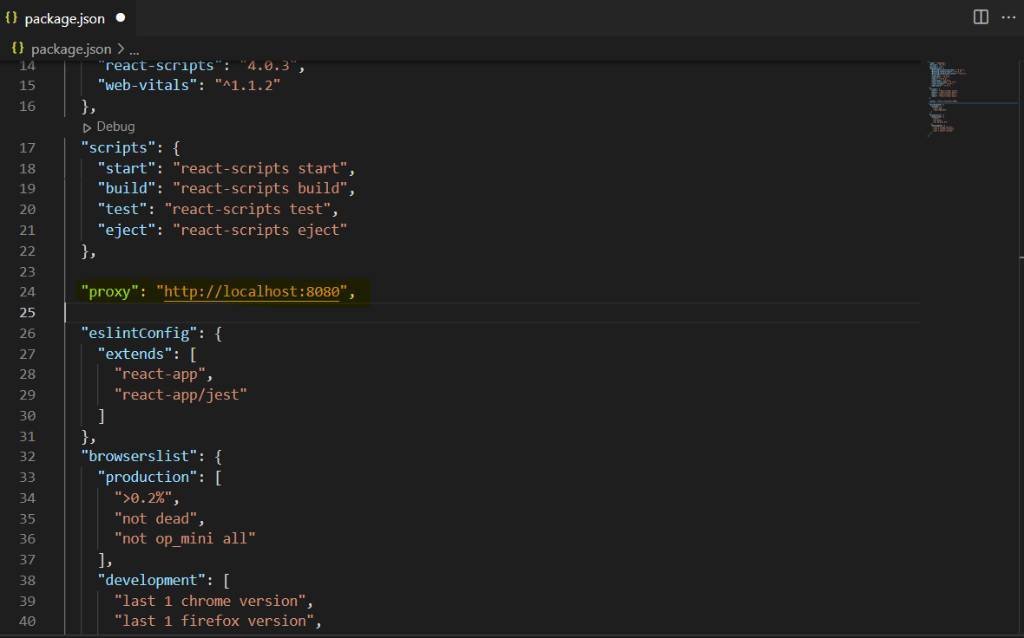 {} package.json ●
{} package.json > ...
14 "react-scripts": "4.0.3",
15 "web-vitals": "^1.1.2"
16 },
Debug
17 "scripts": {
18 "start": "react-scripts start",
19 "build": "react-scripts build",
20 "test": "react-scripts test",
21 "eject": "react-scripts eject"
22 },
23
24 "proxy": "http://localhost:8080",
25
26 "eslintConfig": {
27 "extends": [
28 "react-app",
29 "react-app/jest"
30 ]
31 },
32 "browserslist": {
33 "production": [
34 ">0.2%",
35 "not dead",
36 "not op_mini all"
37 ],
38 "development": [
39 "last 1 chrome version",
40 "last 1 firefox version",